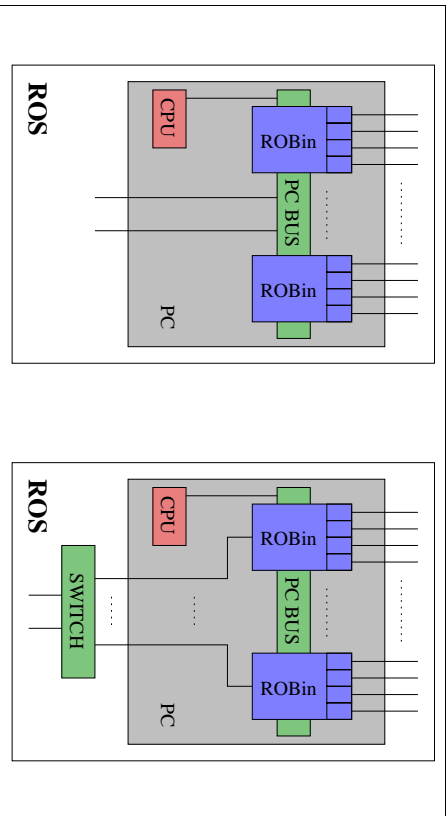 ROS
CPU
ROBin
PC BUS
ROBin
PC
ROS
CPU
ROBin
PC BUS
ROBin
SWITCH
PC